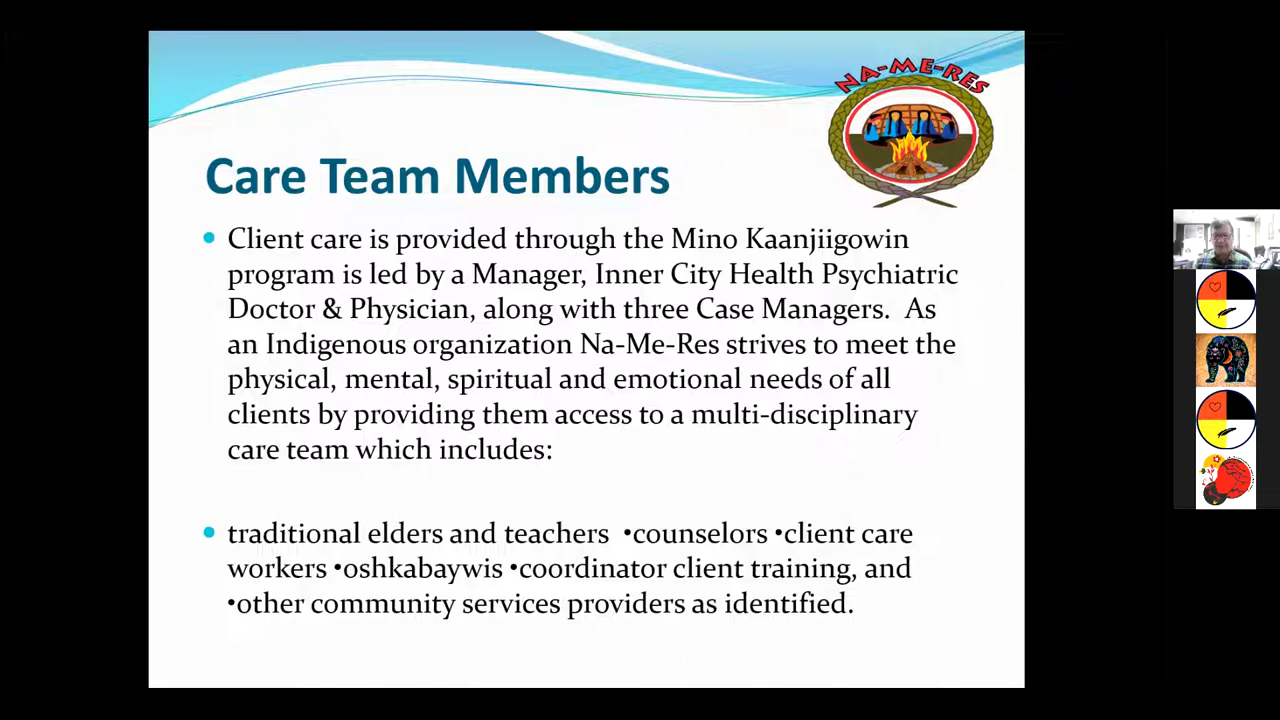 NA-ME-RES
Care Team Members
• Client care is provided through the Mino Kaanjiigowin
program is led by a Manager, Inner City Health Psychiatric
Doctor & Physician, along with three Case Managers.  As
an Indigenous organization Na-Me-Res strives to meet the
physical, mental, spiritual and emotional needs of all
clients by providing them access to a multi-disciplinary
care team which includes:
• traditional elders and teachers  •counselors •client care
workers •oshkabaywis •coordinator client training, and
•other community services providers as identified.